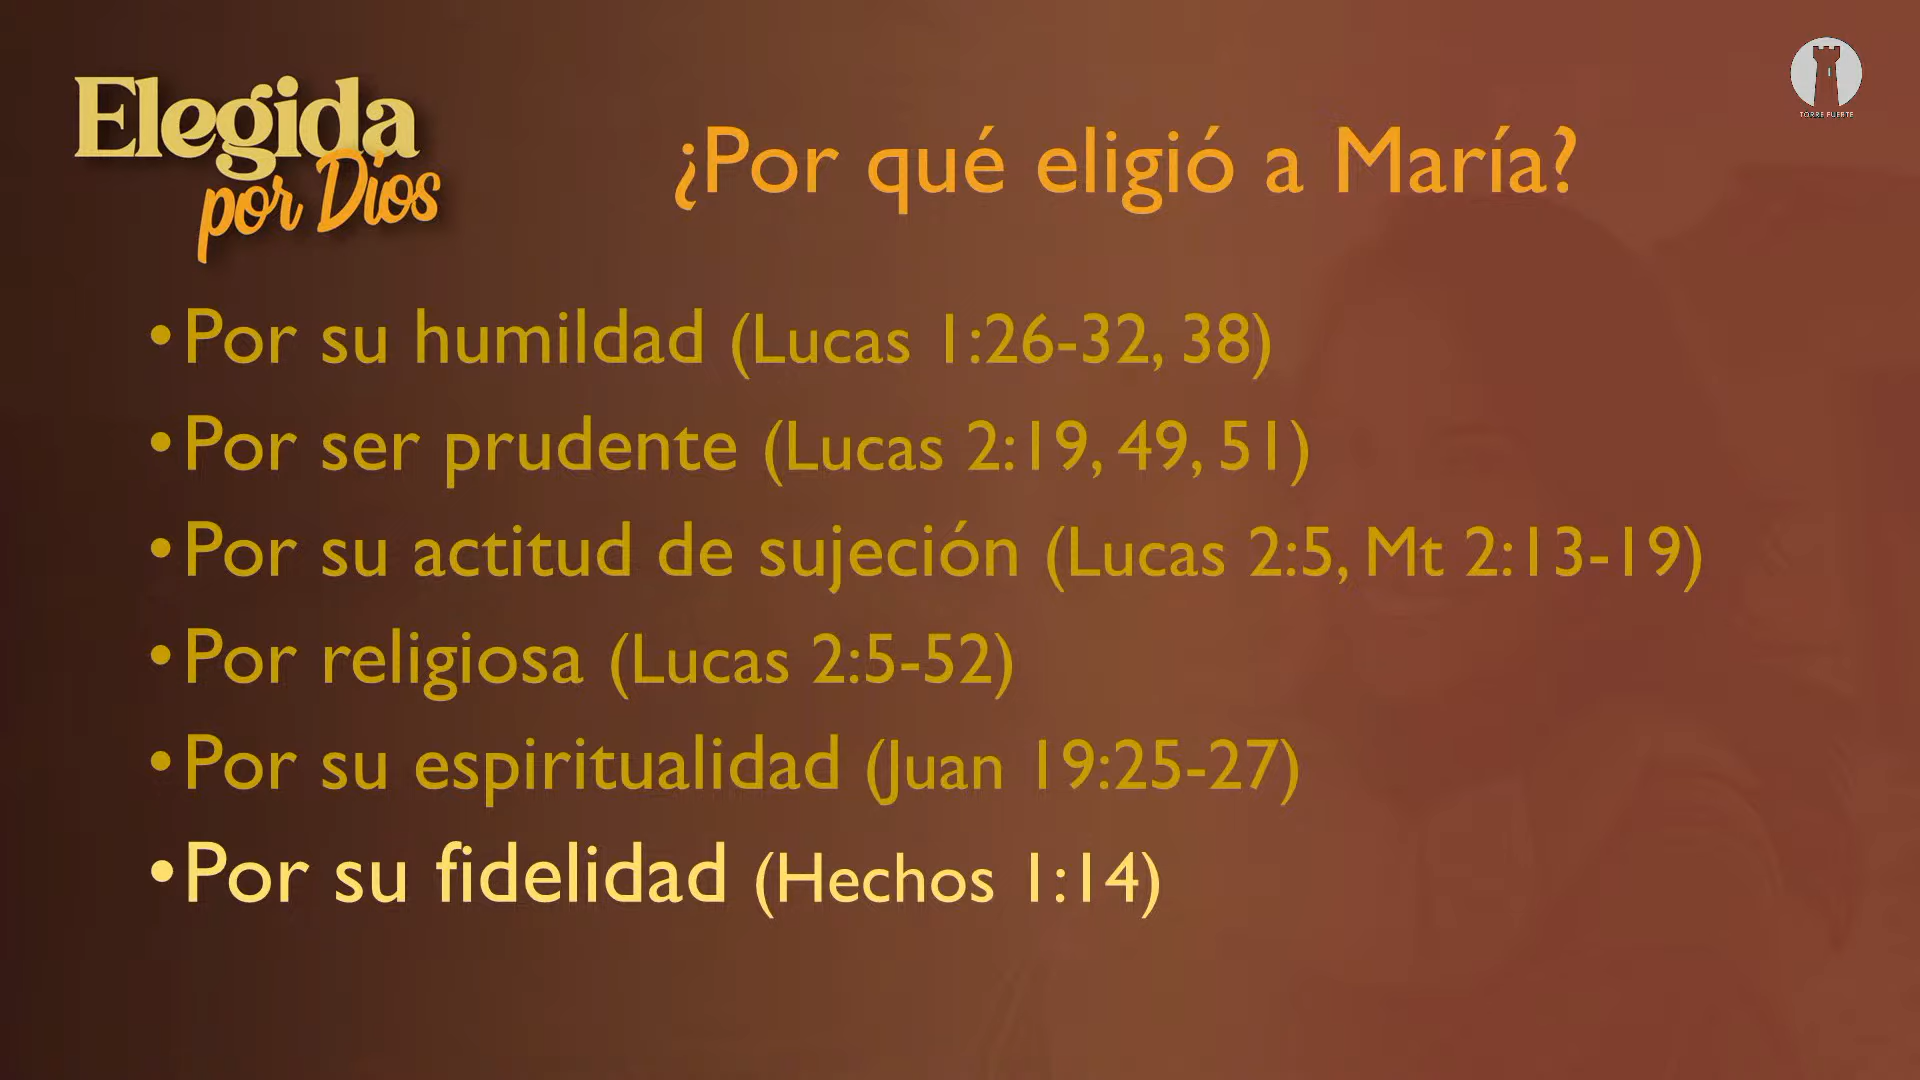 Elegida
por Dios
TORRE FUERTE
¿Por qué eligió a María?
•Por su humildad (Lucas 1:26-32, 38)
•Por ser prudente (Lucas 2:19, 49, 51)
•Por su actitud de sujeción (Lucas 2:5, Mt 2:13-19)
•Por religiosa (Lucas 2:5-52)
•Por su espiritualidad (Juan 19:25-27)
•Por su fidelidad (Hechos 1:14)